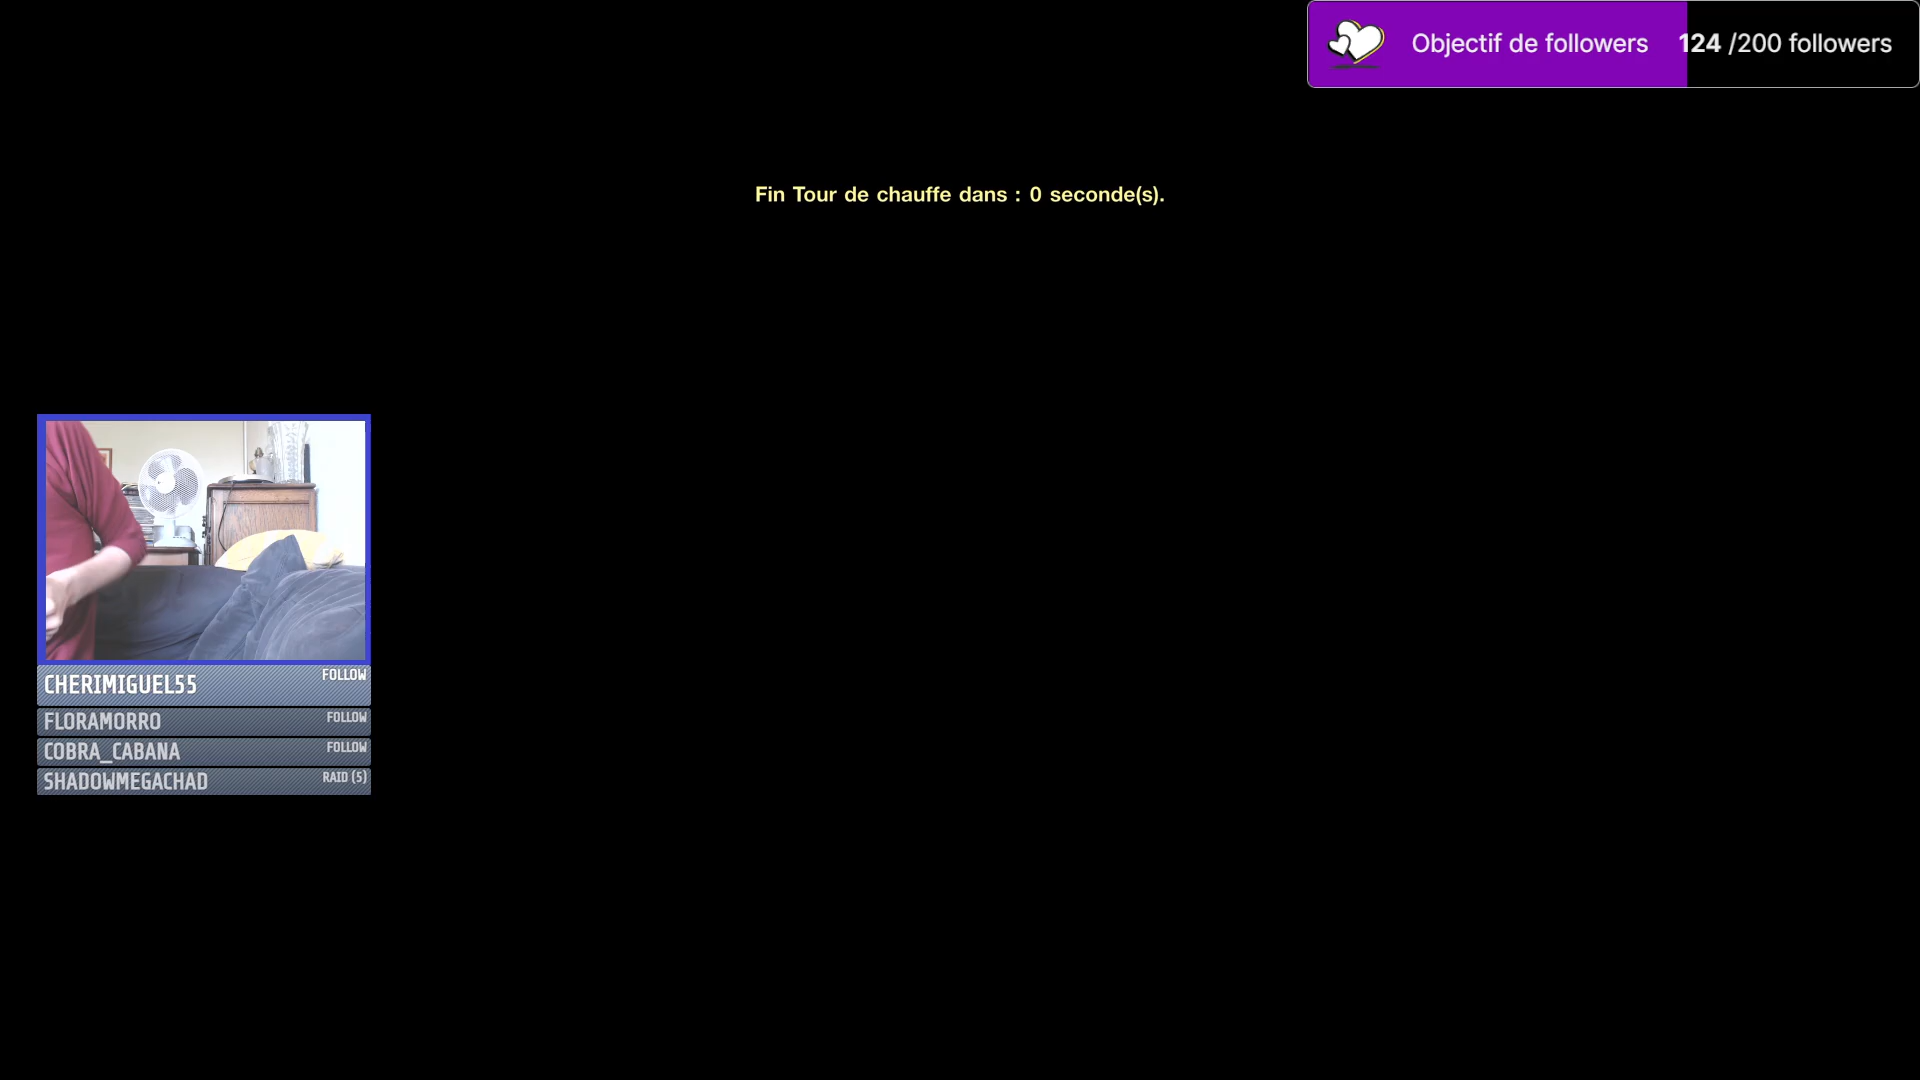 Objectif de followers 124 /200 followers
Fin Tour de chauffe dans : 0 seconde(s).
CHERIMIGUEL55 FOLLOW
FLORAMORRO FOLLOW
COBRA_CABANA FOLLOW
SHADOWMEGACHAD RAID (5)